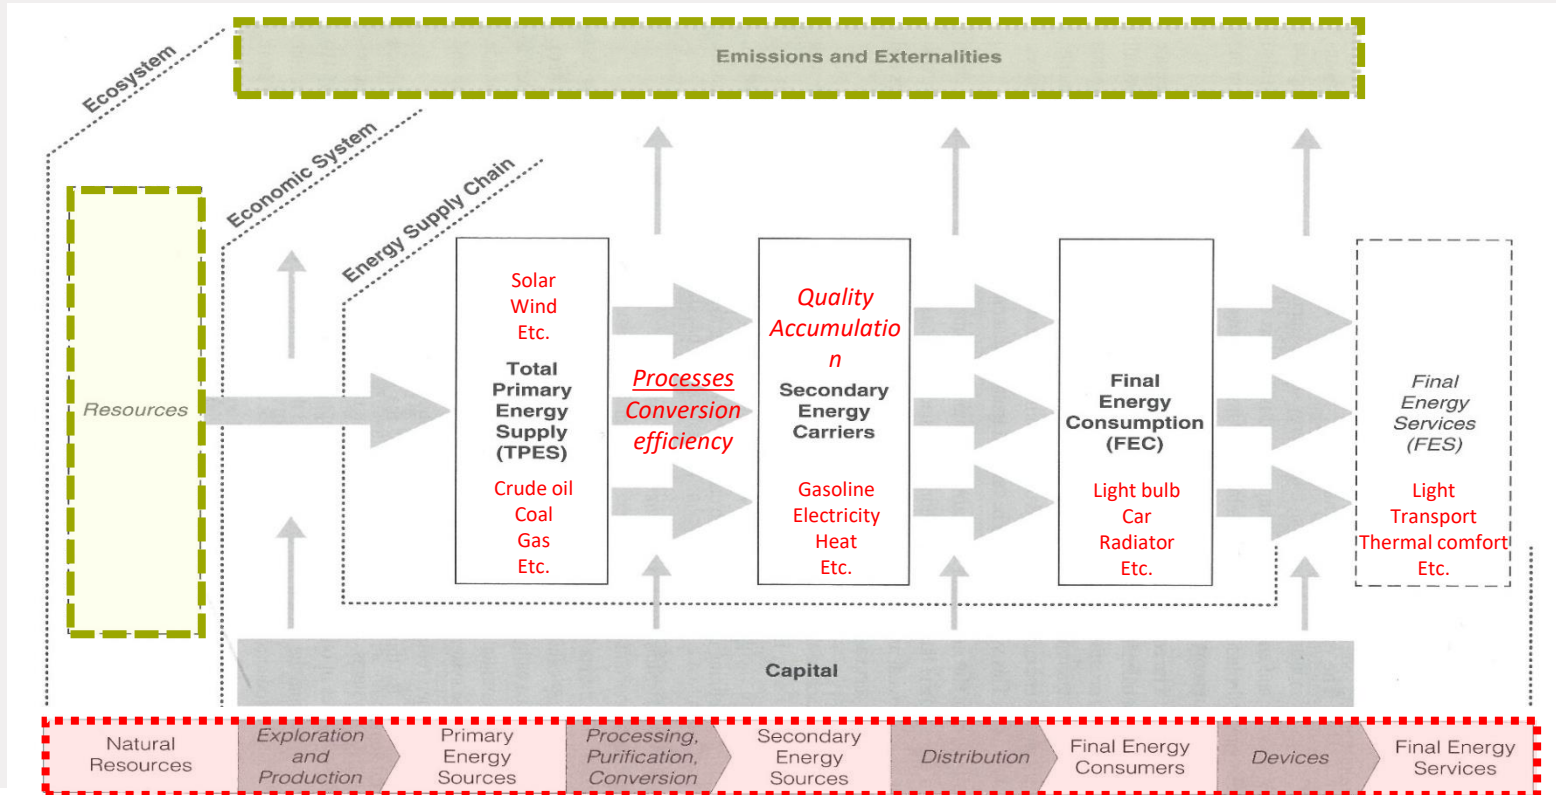 Emissions and Externalities
Ecosystem
Economic System
Energy Supply Chain
Resources
Solar
Wind
Etc.
Total
Primary
Energy
Supply
(TPES)
Crude oil
Coal
Gas
Etc.
Processes
Conversion
efficiency
Quality
Accumulatio
n
Secondary
Energy
Carriers
Gasoline
Electricity
Heat
Etc.
Final
Energy
Consumption
(FEC)
Light bulb
Car
Radiator
Etc.
Final
Energy
Services
(FES)
Light
Transport
Thermal comfort
Etc.
Capital
Natural
Resources
Exploration
and
Production
Primary
Energy
Sources
Processing,
Purification,
Conversion
Secondary
Energy
Sources
Distribution
Final Energy
Consumers
Devices
Final Energy
Services